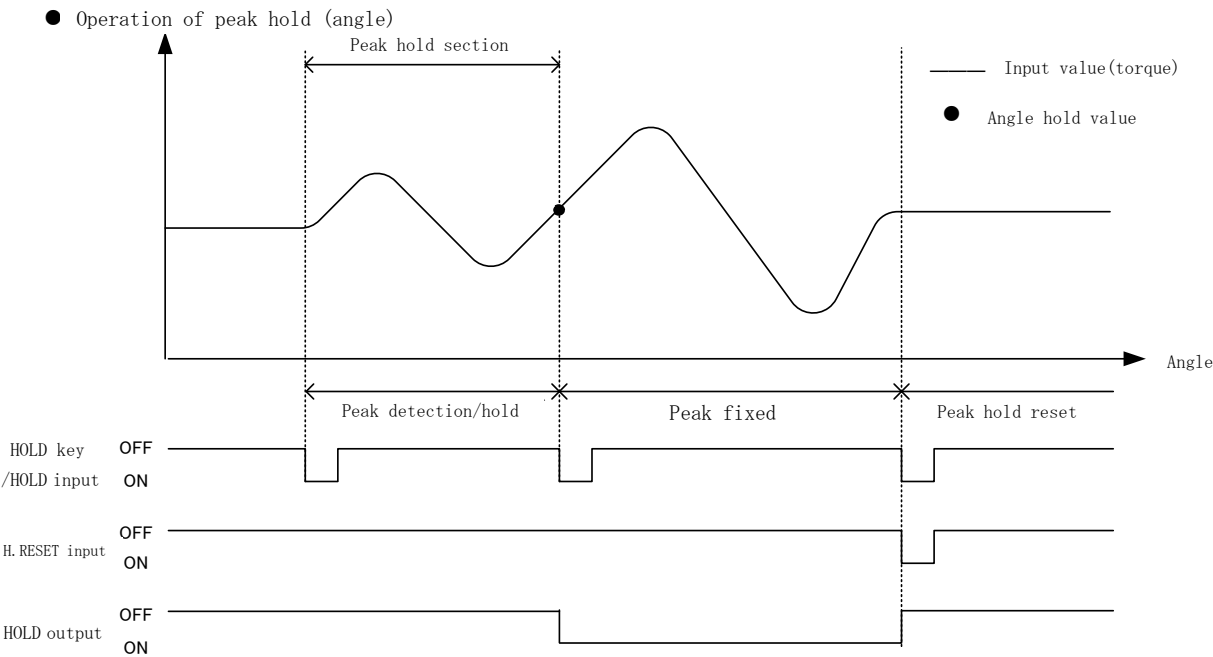 ● Operation of peak hold (angle)
Peak hold section
Input value(torque)
Angle hold value
Angle
Peak detection/hold
Peak fixed
Peak hold reset
HOLD key OFF
/HOLD input ON
OFF
H.RESET input
ON
OFF
HOLD output
ON